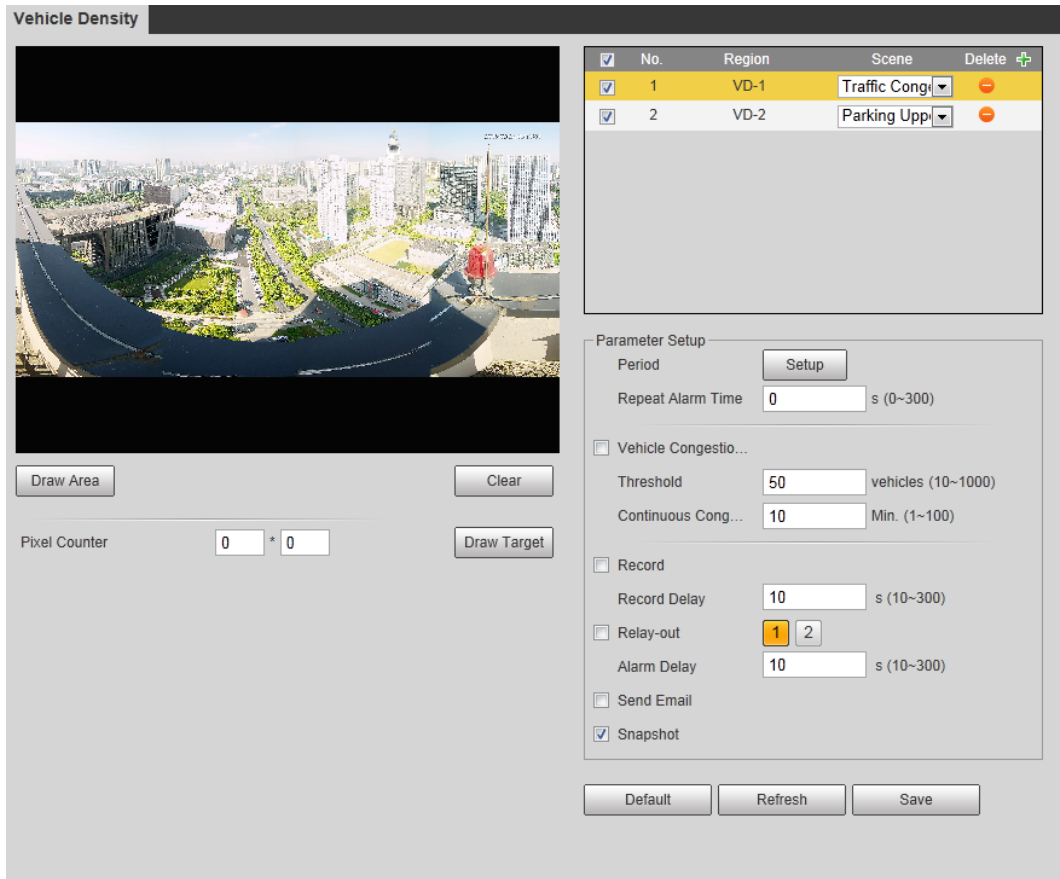 Vehicle Density
No. Region Scene Delete
1 VD-1 Traffic Conge
2 VD-2 Parking Upp
Parameter Setup
Period Setup
Repeat Alarm Time 0 s (0~300)
Vehicle Congestio...
Threshold 50 vehicles (10~1000)
Continuous Cong... 10 Min. (1~100)
Record
Record Delay 10 s (10~300)
Relay-out 1 2
Alarm Delay 10 s (10~300)
Send Email
Snapshot
Default Refresh Save
Draw Area Clear
Pixel Counter 0 * 0 Draw Target